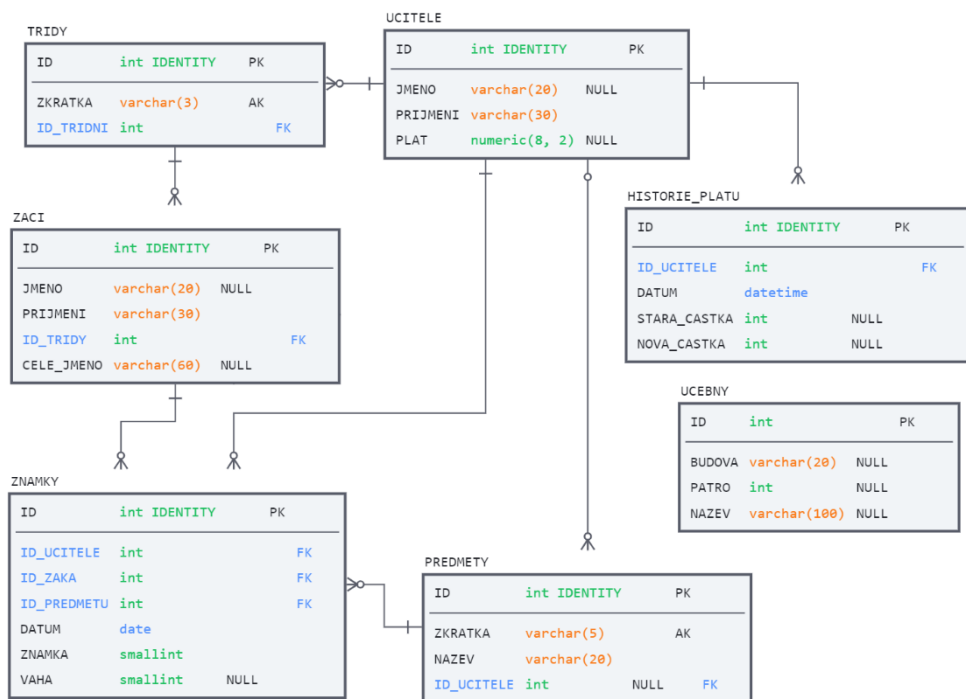 TRIDY
ID int IDENTITY PK
ZKRATKA varchar(3) AK
ID_TRIDNI int FK
UCITELE
ID int IDENTITY PK
JMENO varchar(20) NULL
PRIJMENI varchar(30)
PLAT numeric(8, 2) NULL
HISTORIE_PLATU
ID int IDENTITY PK
ID_UCITELE int FK
DATUM datetime
STARA_CASTKA int NULL
NOVA_CASTKA int NULL
ZACI
ID int IDENTITY PK
JMENO varchar(20) NULL
PRIJMENI varchar(30)
ID_TRIDY int FK
CELE_JMENO varchar(60) NULL
UCEBNY
ID int PK
BUDOVA varchar(20) NULL
PATRO int NULL
NAZEV varchar(100) NULL
ZNAMKY
ID int IDENTITY PK
ID_UCITELE int FK
ID_ZAKA int FK
ID_PREDMETU int FK
DATUM date
ZNAMKA smallint
VAHA smallint NULL
PREDMETY
ID int IDENTITY PK
ZKRATKA varchar(5) AK
NAZEV varchar(20)
ID_UCITELE int NULL FK